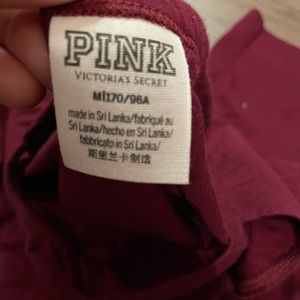 PINK
VICTORIA'S SECRET
M|170/96A
made in Sri Lanka/fabriqué au
Sri Lanka/hecho en Sri Lanka/
fabbricato in Sri Lanka/
斯里兰卡制造